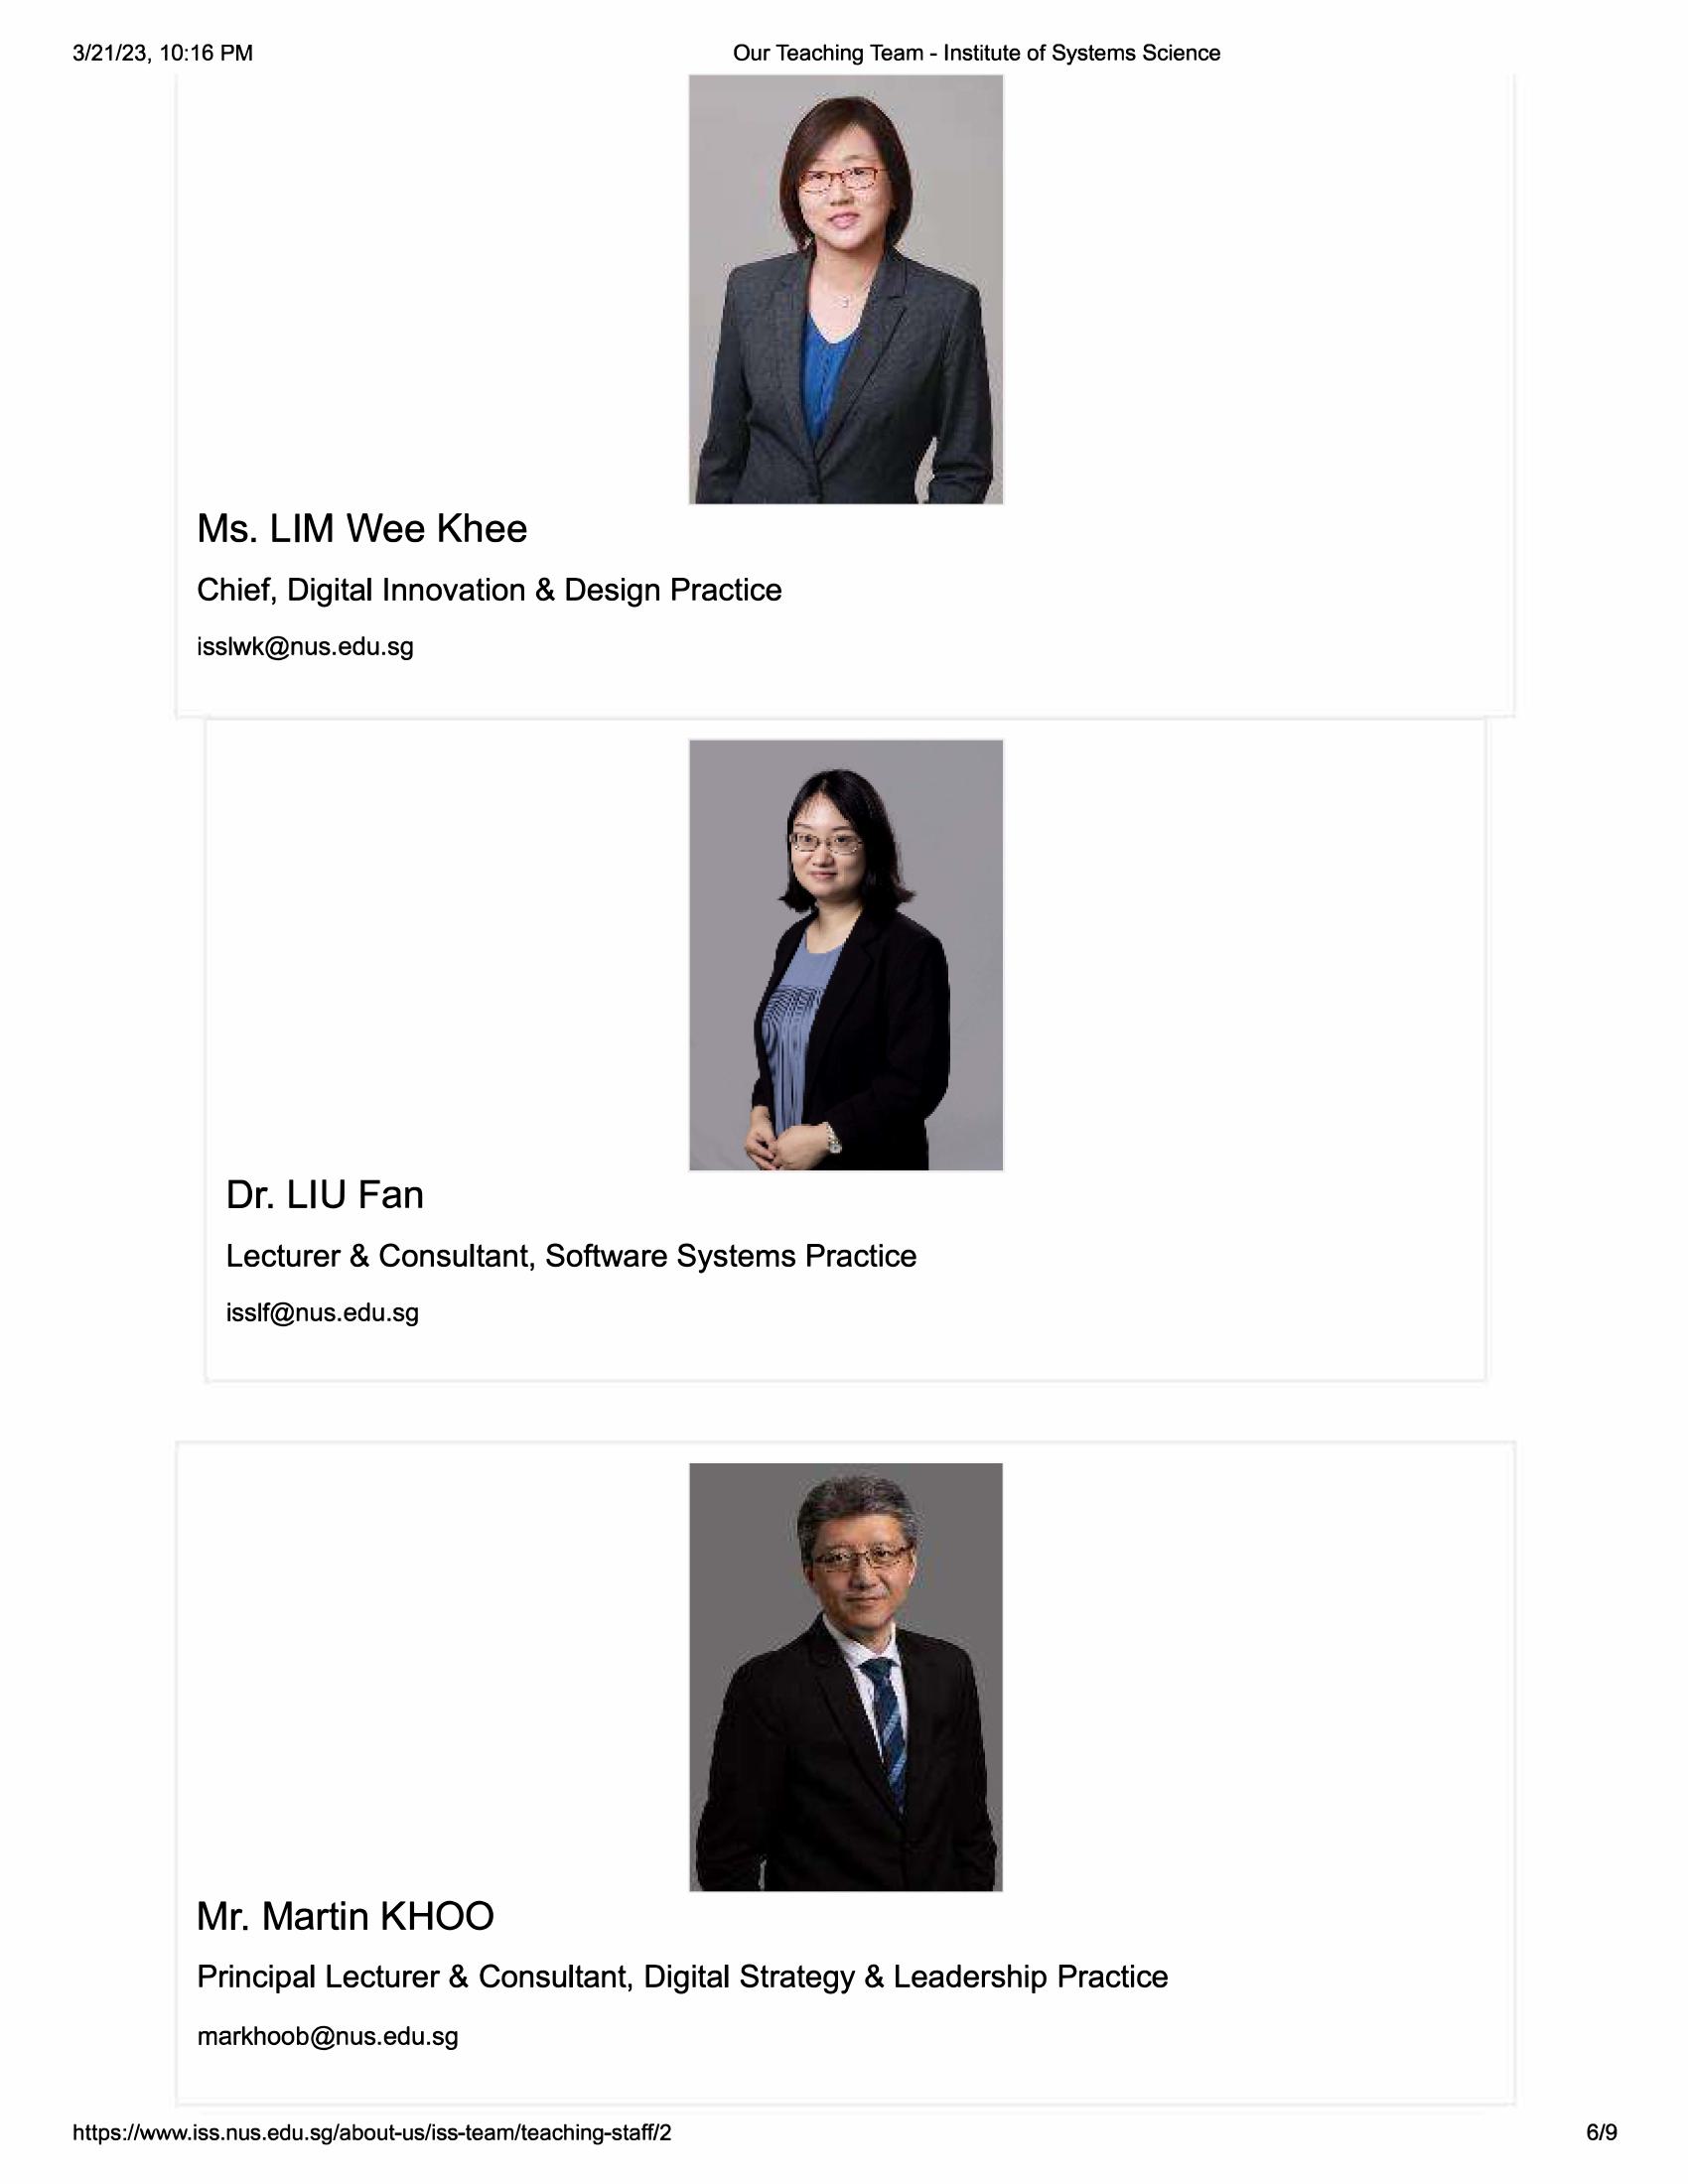 3/21/23, 10:16 PM
Our Teaching Team - Institute of Systems Science
Ms. LIM Wee Khee
Chief, Digital Innovation & Design Practice
isslwk@nus.edu.sg
Dr. LIU Fan
Lecturer & Consultant, Software Systems Practice
isslf@nus.edu.sg
Mr. Martin KHOO
Principal Lecturer & Consultant, Digital Strategy & Leadership Practice
markhoob@nus.edu.sg
https://www.iss.nus.edu.sg/about-us/iss-team/teaching-staff/2
6/9